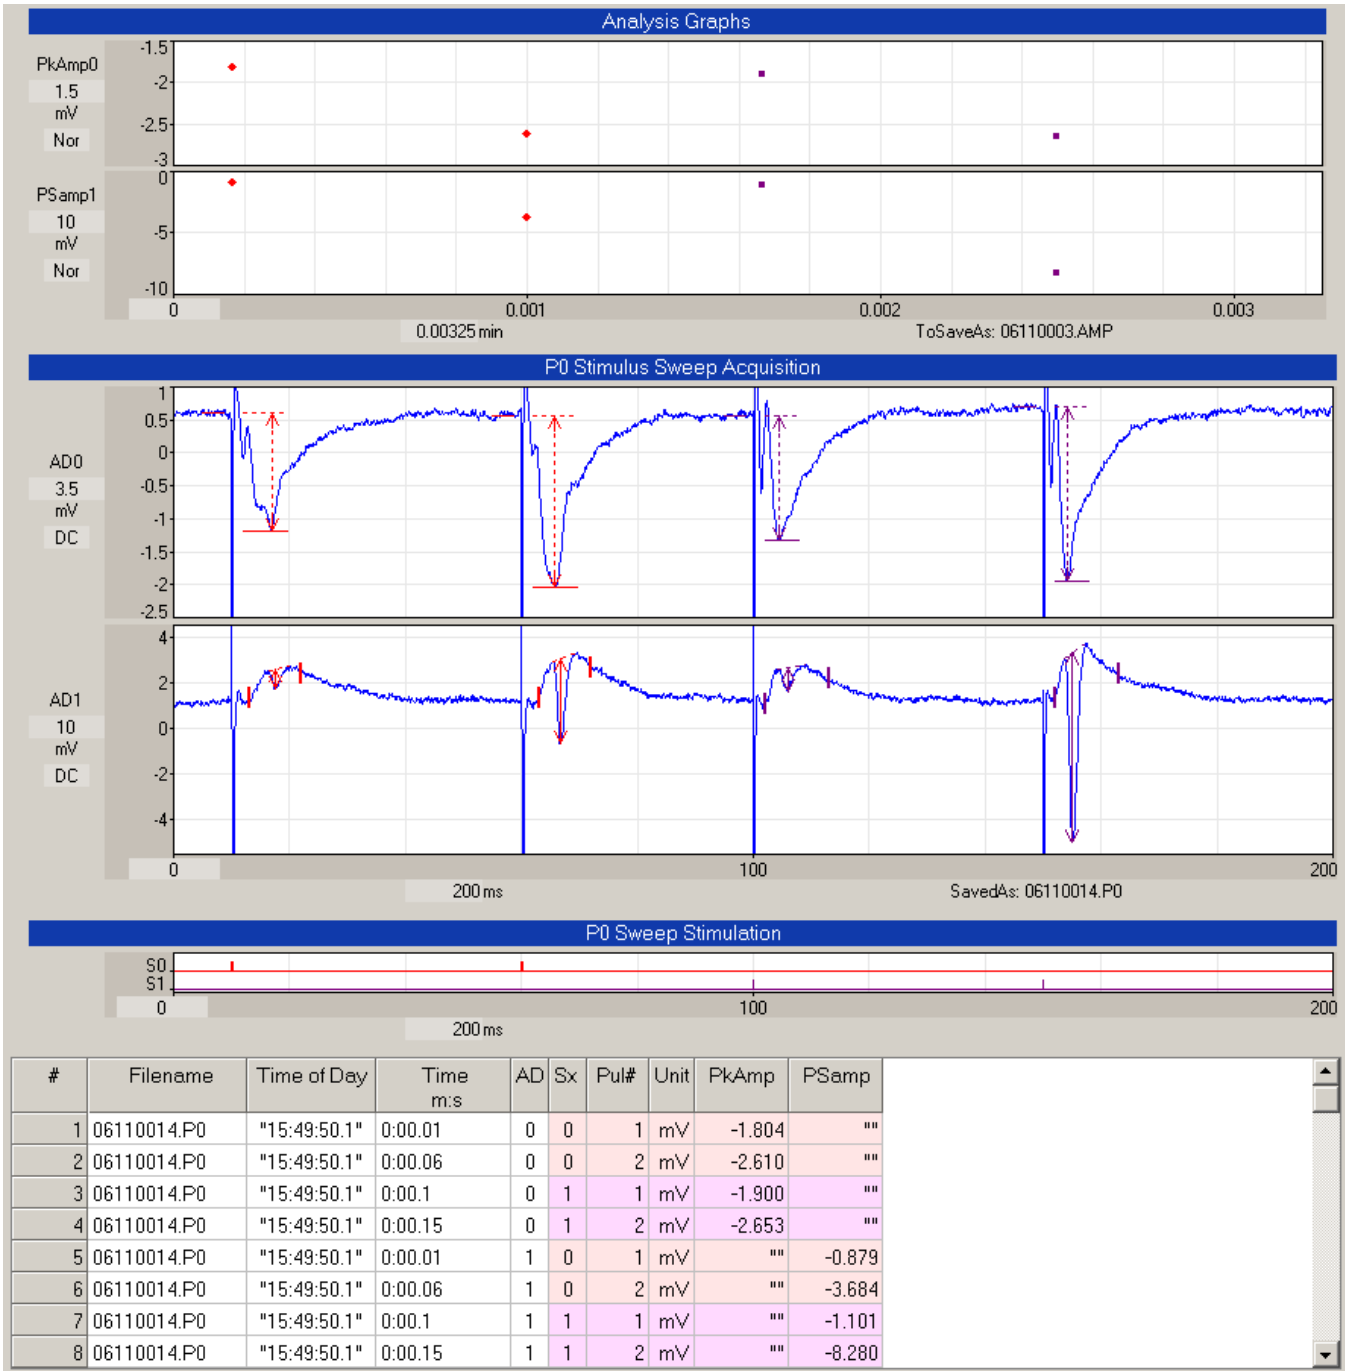 Analysis Graphs
PkAmp0
1.5
mV
Nor
-1.5
-2
-2.5
-3
PSamp1
10
mV
Nor
0
-5
-10
0 0.001 0.002 0.003
0.00325 min ToSaveAs: 06110003.AMP
P0 Stimulus Sweep Acquisition
AD0
3.5
mV
DC
1
0.5
0
-0.5
-1
-1.5
-2
-2.5
AD1
10
mV
DC
4
2
0
-2
-4
0 100 200
200 ms SavedAs: 06110014.P0
P0 Sweep Stimulation
S0
S1
0 100 200
200 ms
# Filename Time of Day Time m:s AD Sx Pul# Unit PkAmp PSamp
1 06110014.P0 "15:49:50.1" 0:00.01 0 0 1 mV -1.804 ""
2 06110014.P0 "15:49:50.1" 0:00.06 0 0 2 mV -2.610 ""
3 06110014.P0 "15:49:50.1" 0:00.1 0 1 1 mV -1.900 ""
4 06110014.P0 "15:49:50.1" 0:00.15 0 1 2 mV -2.653 ""
5 06110014.P0 "15:49:50.1" 0:00.01 1 0 1 mV "" -0.879
6 06110014.P0 "15:49:50.1" 0:00.06 1 0 2 mV "" -3.684
7 06110014.P0 "15:49:50.1" 0:00.1 1 1 1 mV "" -1.101
8 06110014.P0 "15:49:50.1" 0:00.15 1 1 2 mV "" -8.280